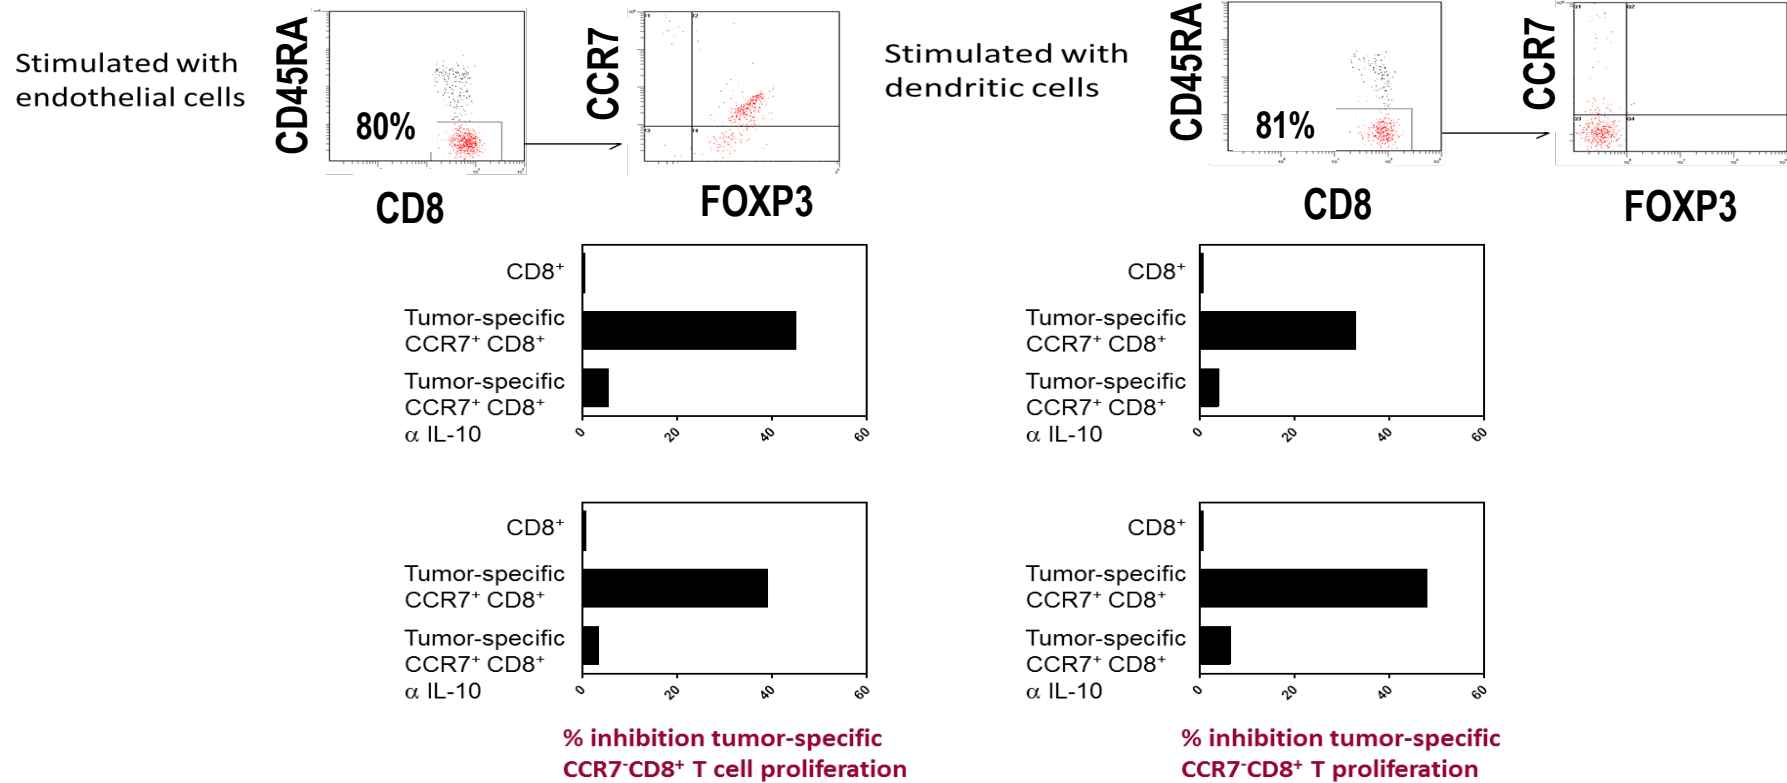 Stimulated with
endothelial cells
CD45RA
80%
CD8
CCR7
FOXP3
Stimulated with
dendritic cells
CD45RA
81%
CD8
CCR7
FOXP3
CD8⁺
Tumor-specific
CCR7⁺ CD8⁺
Tumor-specific
CCR7⁺ CD8⁺
α IL-10
0 20 40 60
CD8⁺
Tumor-specific
CCR7⁺ CD8⁺
Tumor-specific
CCR7⁺ CD8⁺
α IL-10
0 20 40 60
CD8⁺
Tumor-specific
CCR7⁺ CD8⁺
Tumor-specific
CCR7⁺ CD8⁺
α IL-10
0 20 40 60
% inhibition tumor-specific
CCR7⁻CD8⁺ T cell proliferation
CD8⁺
Tumor-specific
CCR7⁺ CD8⁺
Tumor-specific
CCR7⁺ CD8⁺
α IL-10
0 20 40 60
% inhibition tumor-specific
CCR7⁻CD8⁺ T proliferation